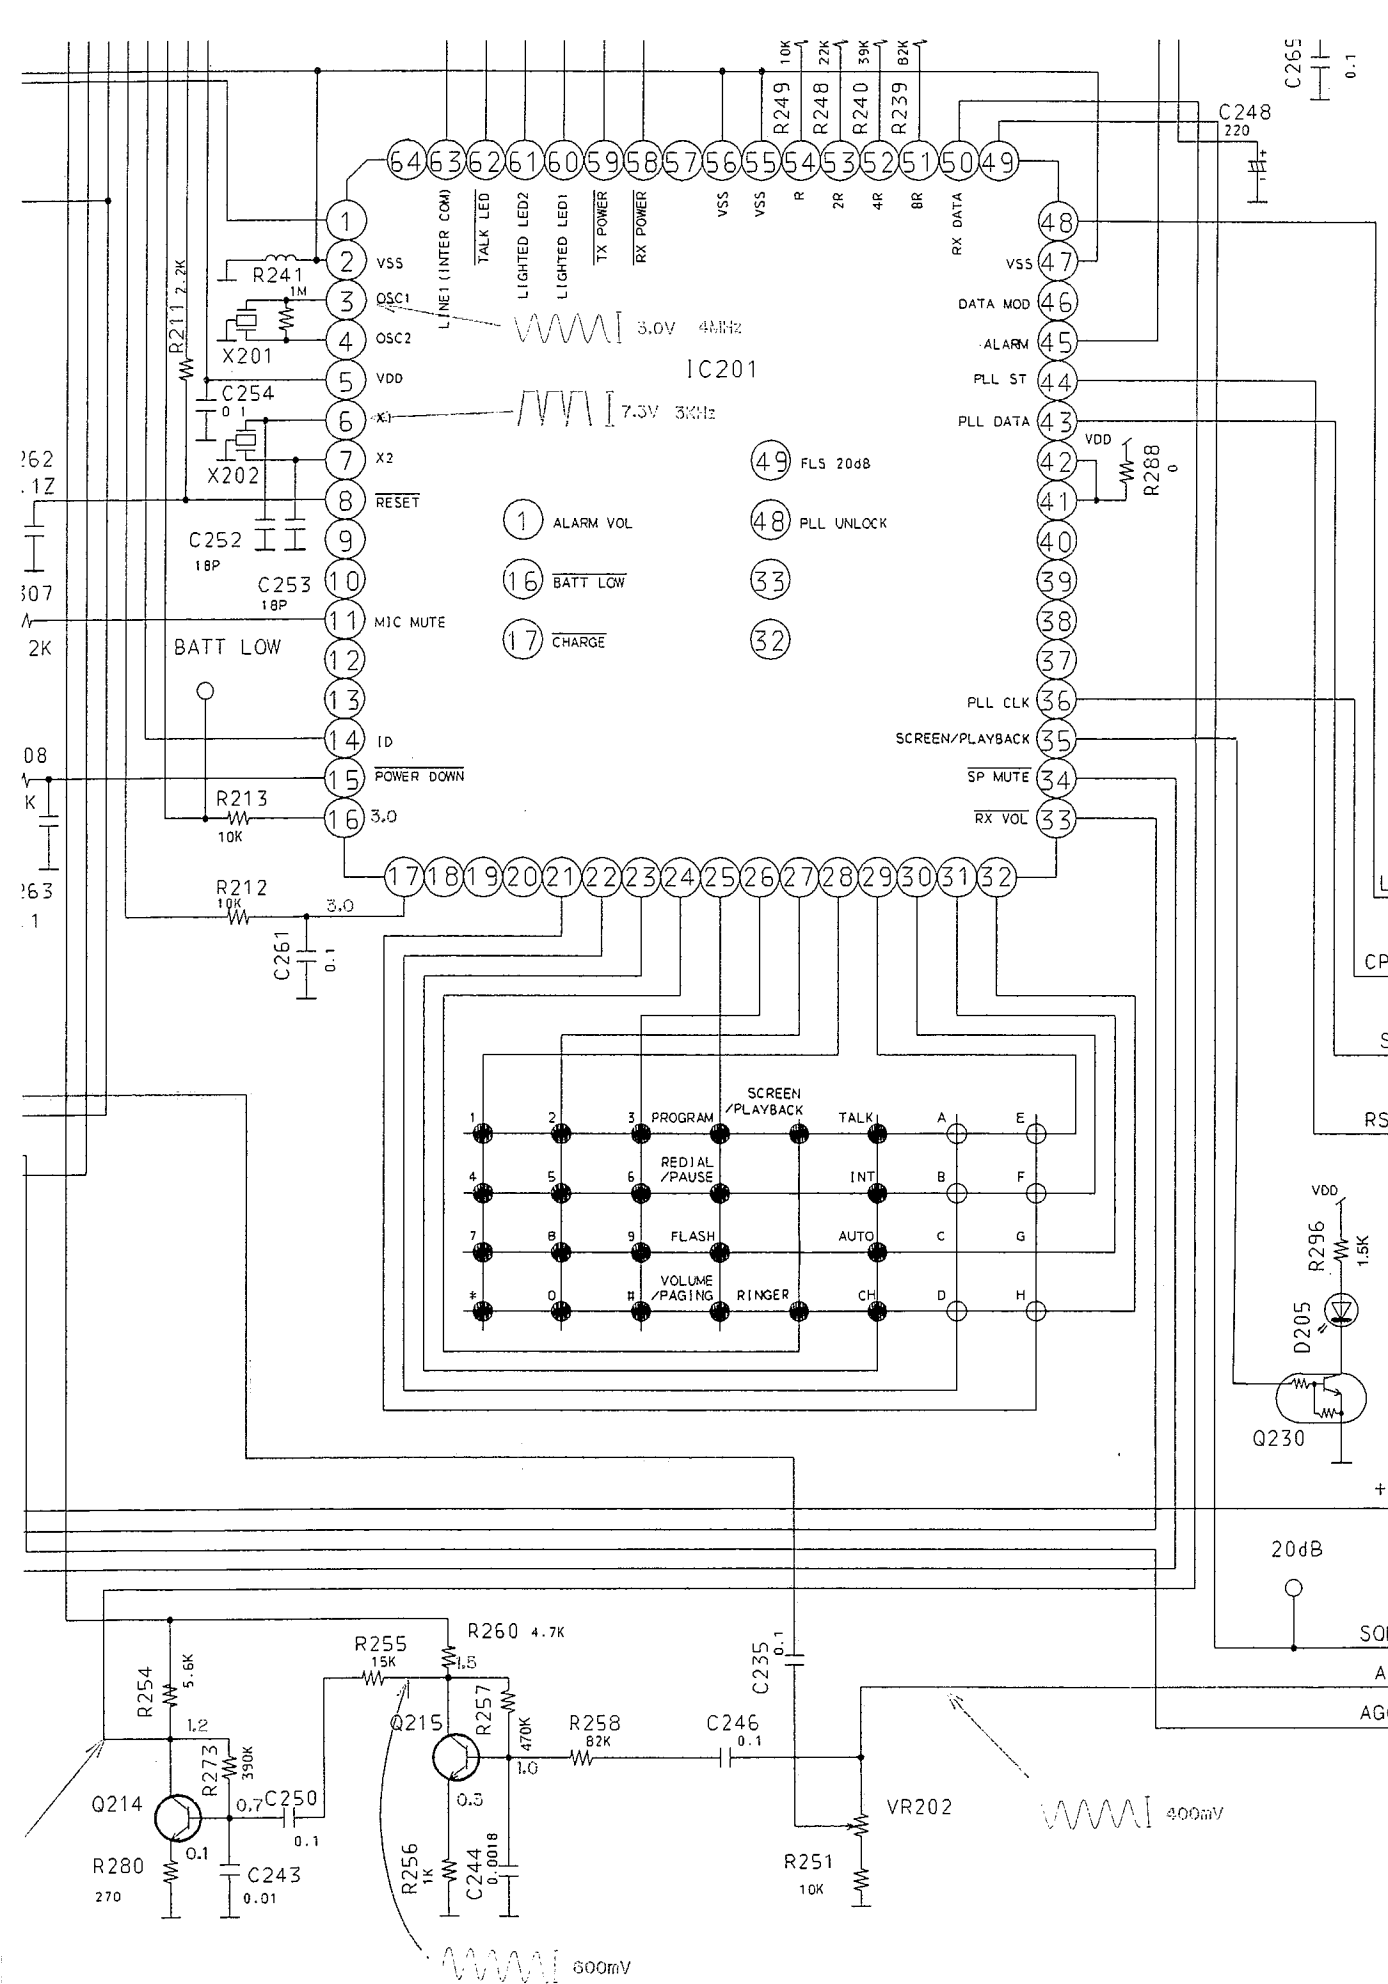 10K
22K
39K
82K
C265
0.1
R249
R248
R240
R239
C248
220
+
-
64
63
62
61
60
59
58
57
56
55
54
53
52
51
50
49
LINE1(INTER COM)
TALK LED
LIGHTED LED2
LIGHTED LED1
TX POWER
RX POWER
VSS
VSS
R
2R
4R
8R
RX DATA
1
2 VSS
3 OSC1
4 OSC2
5 VDD
6 X1
7 X2
8 RESET
9
10
11 MIC MUTE
12
13
14 ID
15 POWER DOWN
16 3.0
R241
1M
X201
R211 2.2K
C254
0.1
X202
C252
18P
C253
18P
262
.1Z
307
2K
BATT LOW
08
K
263
.1
R213
10K
R212
10K
3.0
C261
0.1
3.0V 4MHz
IC201
7.3V 3KHz
49 FLS 20dB
1 ALARM VOL
48 PLL UNLOCK
16 BATT LOW
33
17 CHARGE
32
48
VSS 47
DATA MOD 46
ALARM 45
PLL ST 44
PLL DATA 43
VDD
42
41
R288
0
40
39
38
37
PLL CLK 36
SCREEN/PLAYBACK 35
SP MUTE 34
RX VOL 33
17
18
19
20
21
22
23
24
25
26
27
28
29
30
31
32
L
CP
S
RS
SCREEN
/PLAYBACK
1
2
3
PROGRAM
TALK
A
E
REDIAL
/PAUSE
4
5
6
INT
B
F
7
8
9
FLASH
AUTO
C
G
VOLUME
/PAGING
*
0
#
RINGER
CH
D
H
VDD
R296
1.5K
D205
Q230
+
20dB
SQ
A
AG
R254
5.6K
R255
15K
R260 4.7K
1.5
C235
0.1
1.2
R273
390K
Q215
R257
470K
1.0
R258
82K
C246
0.1
Q214
0.7
C250
0.1
0.3
VR202
400mV
0.1
R280
270
C243
0.01
R256
1K
C244
0.0018
R251
10K
600mV